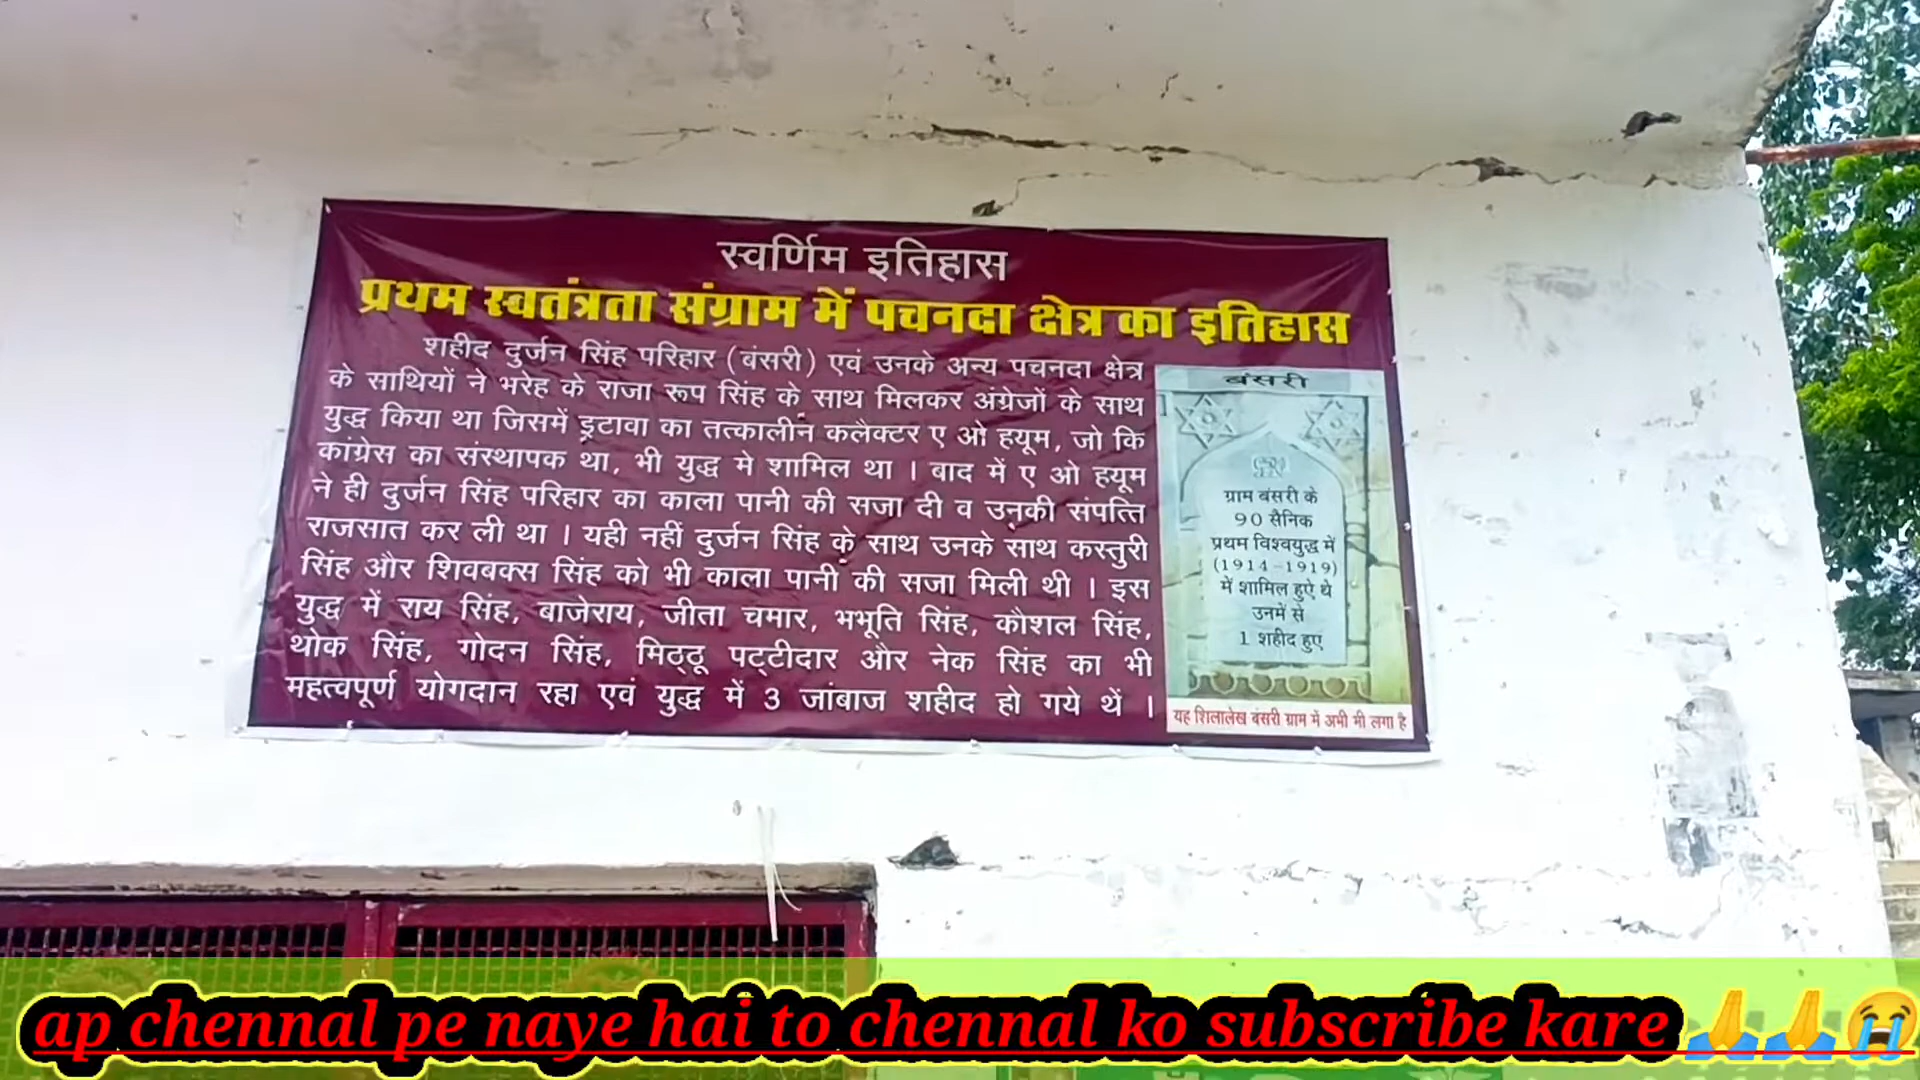 स्वर्णिम इतिहास
प्रथम स्वतंत्रता संग्राम में पचनदा क्षेत्र का इतिहास
शहीद दुर्जन सिंह परिहार (बंसरी) एवं उनके अन्य पचनदा क्षेत्र
के साथियों ने भरेह के राजा रूप सिंह के साथ मिलकर अंग्रेजों के साथ
युद्ध किया था जिसमें इटावा का तत्कालीन कलैक्टर ए ओ हयूम, जो कि
कांग्रेस का संस्थापक था, भी युद्ध मे शामिल था । बाद में ए ओ हयूम
ने ही दुर्जन सिंह परिहार का काला पानी की सजा दी व उनकी संपत्ति
राजसात कर ली था । यही नहीं दुर्जन सिंह के साथ उनके साथ कस्तुरी
सिंह और शिवबक्स सिंह को भी काला पानी की सजा मिली थी । इस
युद्ध में राय सिंह, बाजेराय, जीता चमार, भभूति सिंह, कौशल सिंह,
थोक सिंह, गोदन सिंह, मिठ्ठू पट्टीदार और नेक सिंह का भी
महत्वपूर्ण योगदान रहा एवं युद्ध में 3 जांबाज शहीद हो गये थें ।
बंसरी
ग्राम बंसरी के
90 सैनिक
प्रथम विश्वयुद्ध में
(1914-1919)
में शामिल हुऐ थे
उनमें से
1 शहीद हुए
यह शिलालेख बंसरी ग्राम में अभी भी लगा है
ap chennal pe naye hai to chennal ko subscribe kare 🙏🙏😭